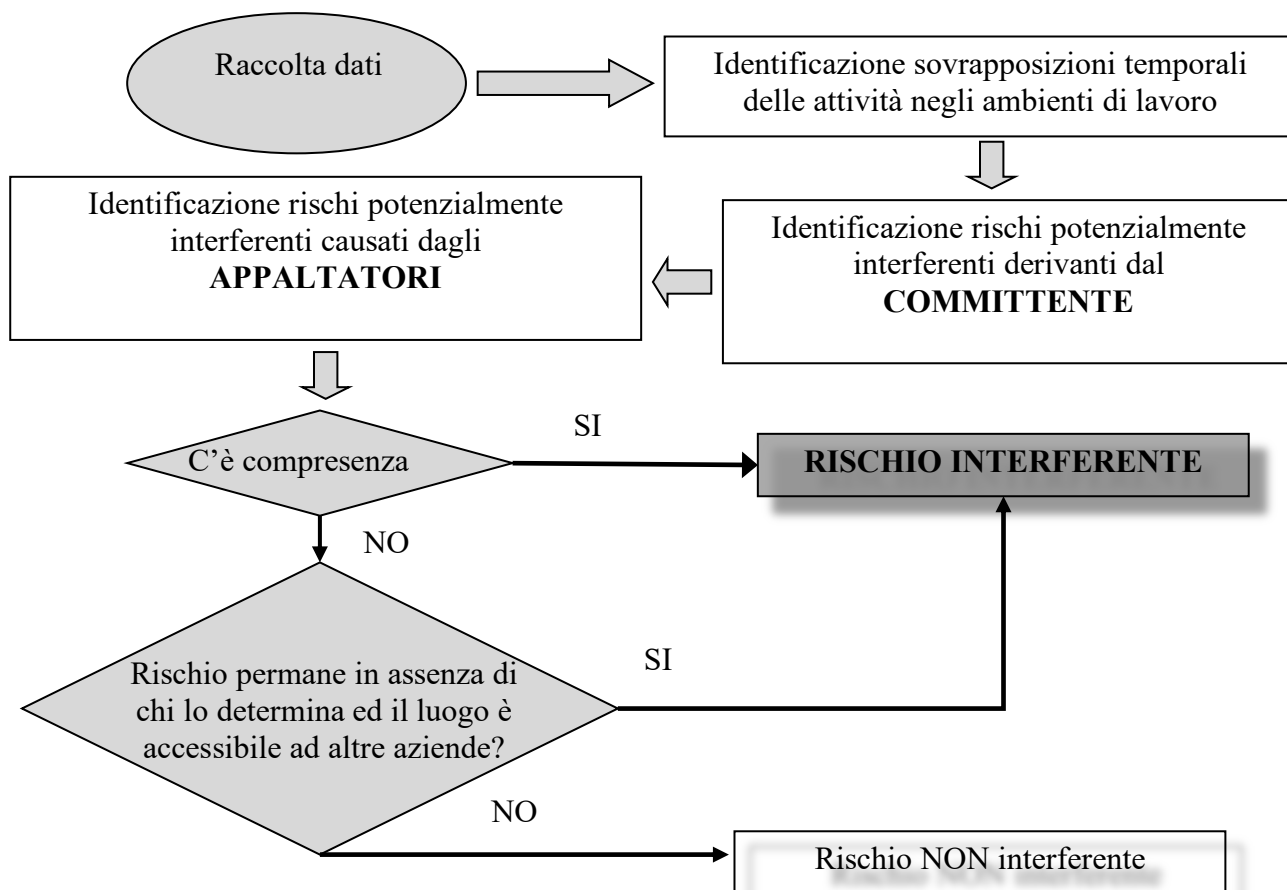 Raccolta dati
Identificazione sovrapposizioni temporali
delle attività negli ambienti di lavoro
Identificazione rischi potenzialmente
interferenti derivanti dal
COMMITTENTE
Identificazione rischi potenzialmente
interferenti causati dagli
APPALTATORI
C’è compresenza
SI
RISCHIO INTERFERENTE
NO
Rischio permane in assenza di
chi lo determina ed il luogo è
accessibile ad altre aziende?
SI
NO
Rischio NON interferente